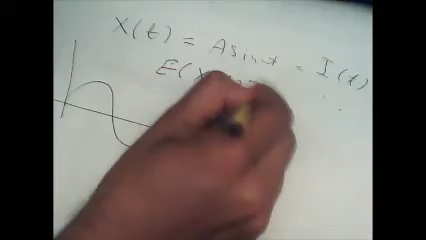 X(t) = A sin ωt = I(t)
E(X